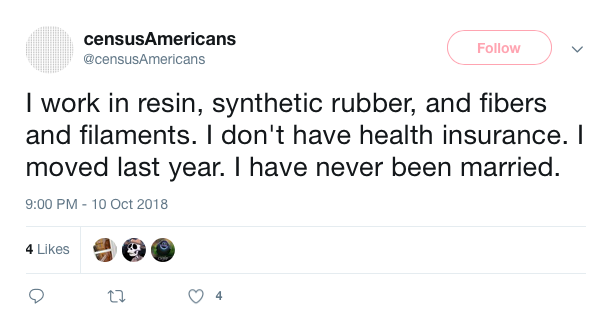 censusAmericans
@censusAmericans
Follow
I work in resin, synthetic rubber, and fibers
and filaments. I don't have health insurance. I
moved last year. I have never been married.
9:00 PM - 10 Oct 2018
4 Likes
4